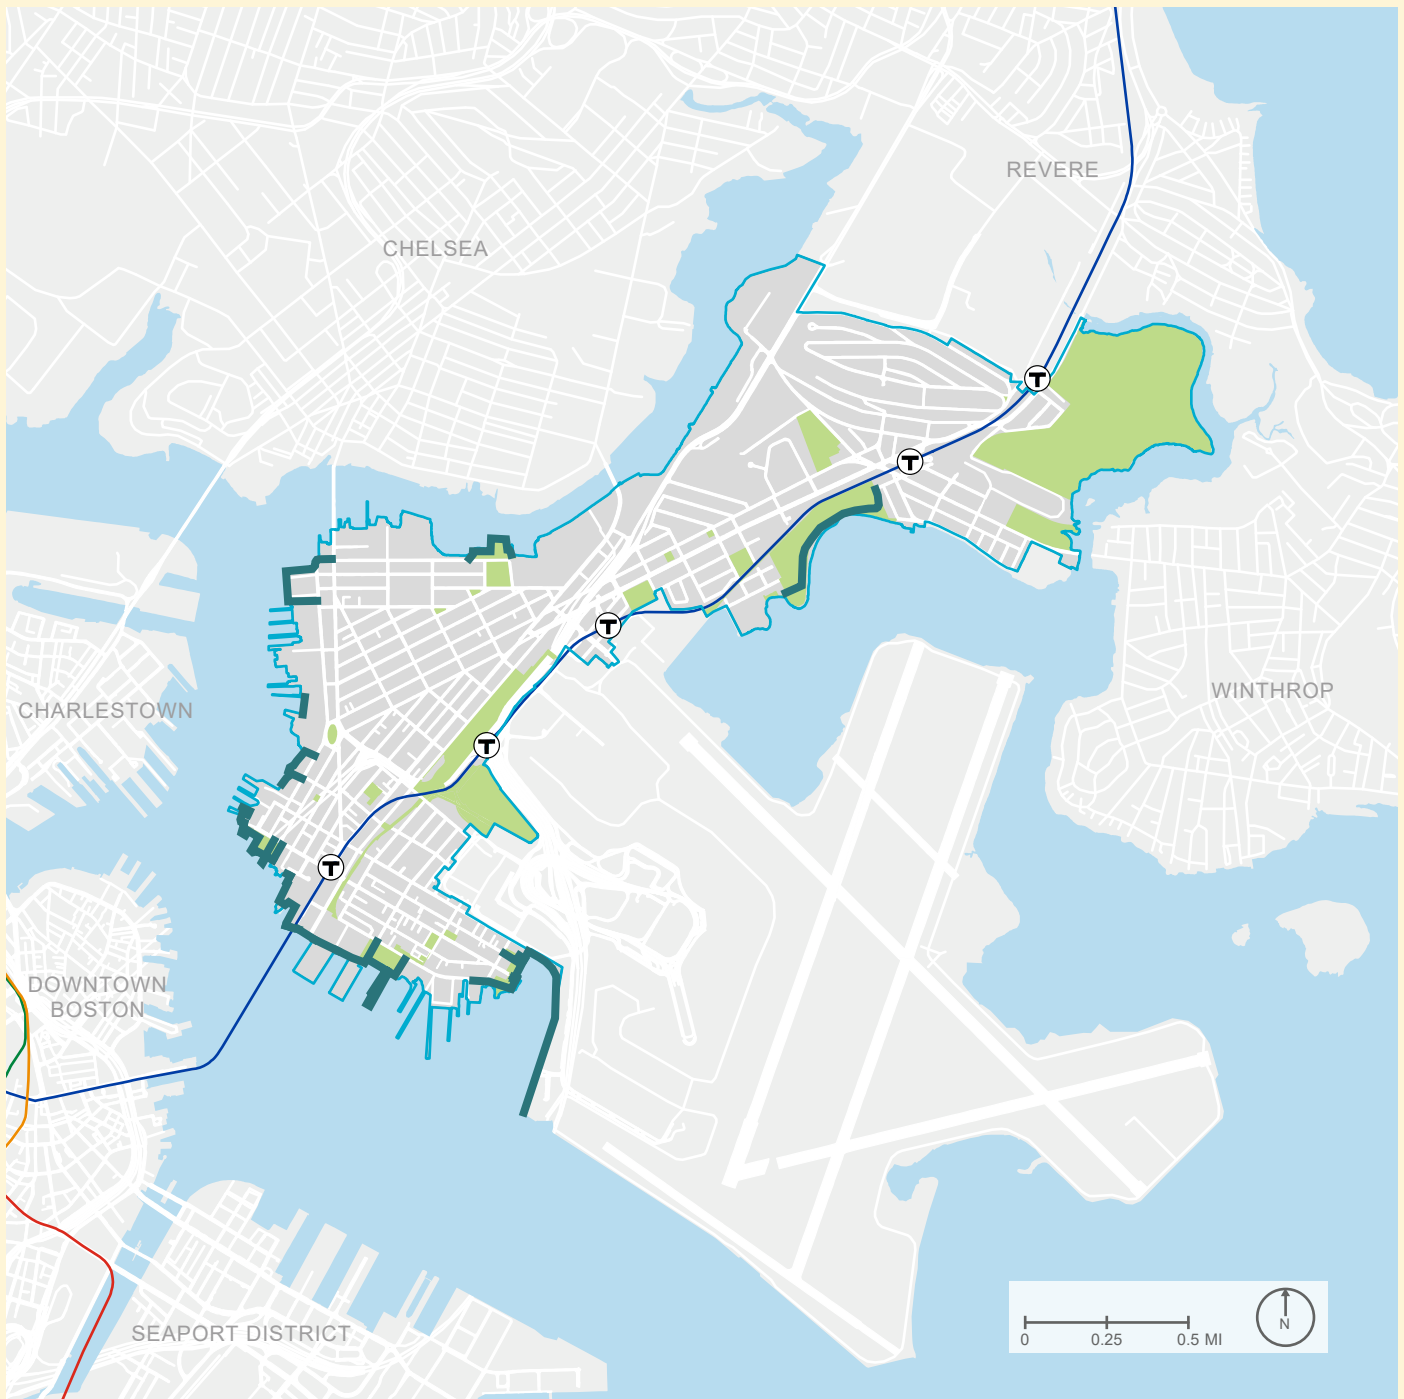 REVERE
CHELSEA
T
T
T
WINTHROP
CHARLESTOWN
T
T
DOWNTOWN
BOSTON
SEAPORT DISTRICT
N
0 0.25 0.5 MI